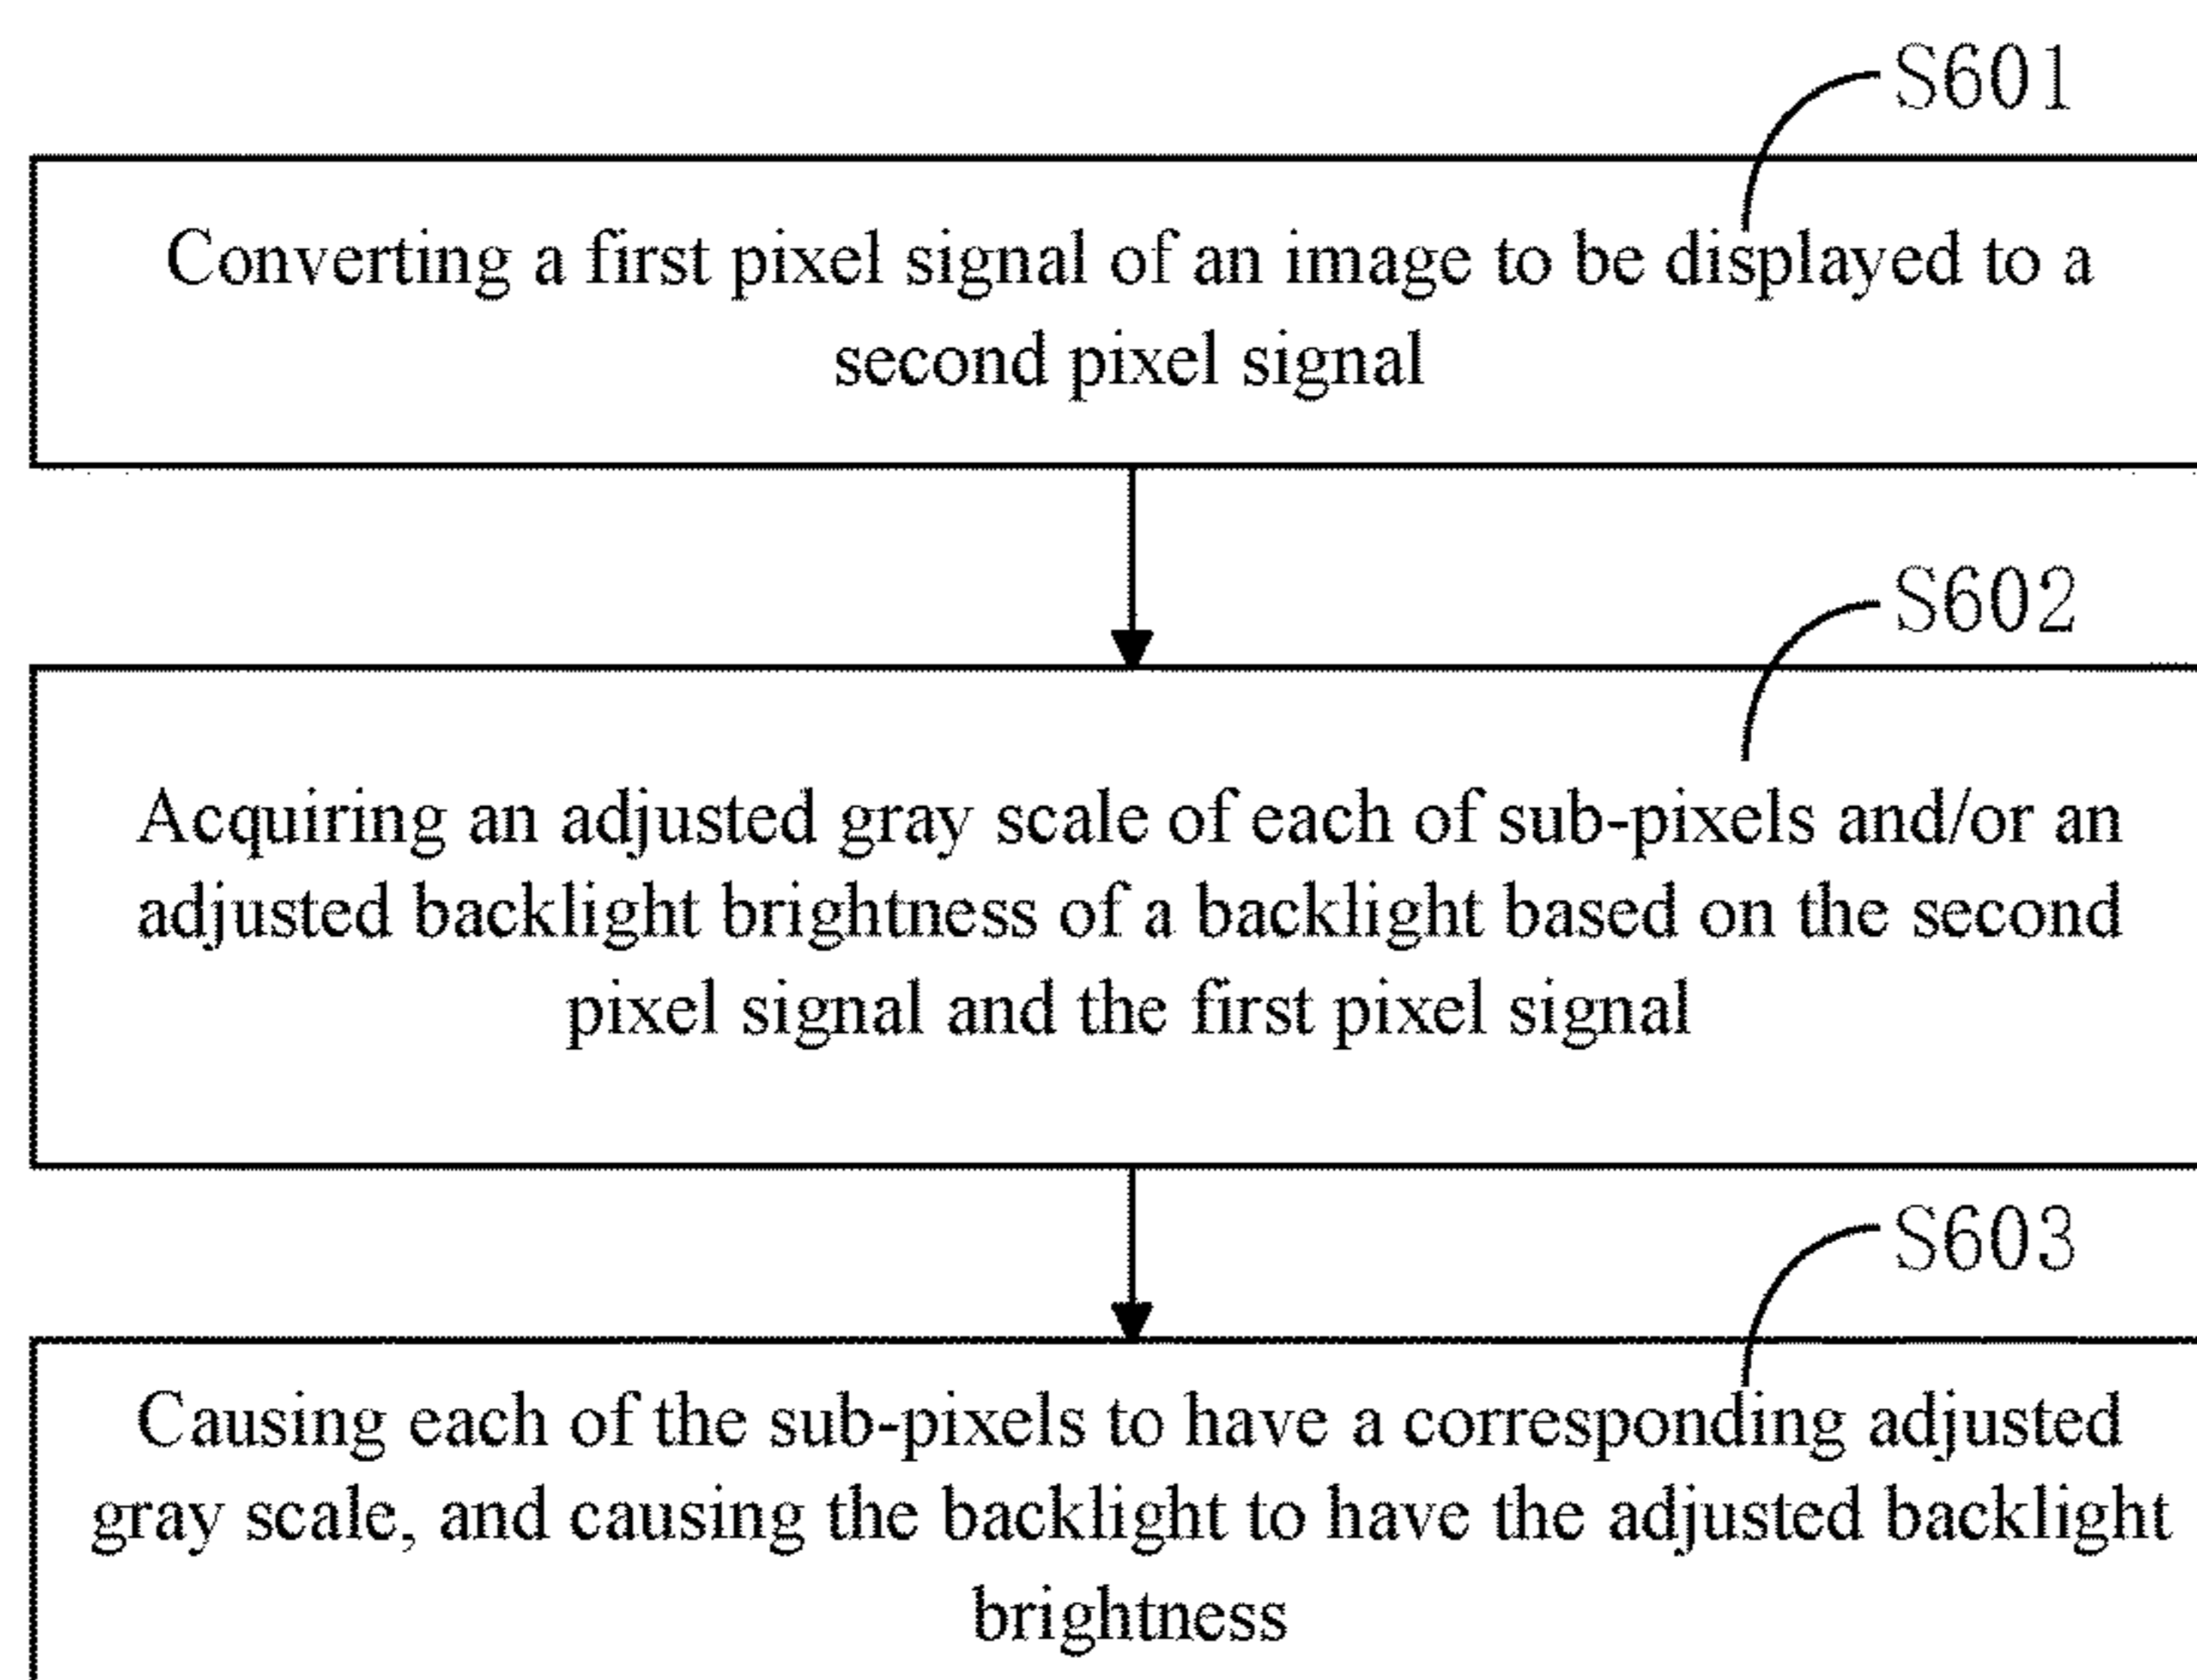 S601
Converting a first pixel signal of an image to be displayed to a
second pixel signal
S602
Acquiring an adjusted gray scale of each of sub-pixels and/or an
adjusted backlight brightness of a backlight based on the second
pixel signal and the first pixel signal
S603
Causing each of the sub-pixels to have a corresponding adjusted
gray scale, and causing the backlight to have the adjusted backlight
brightness